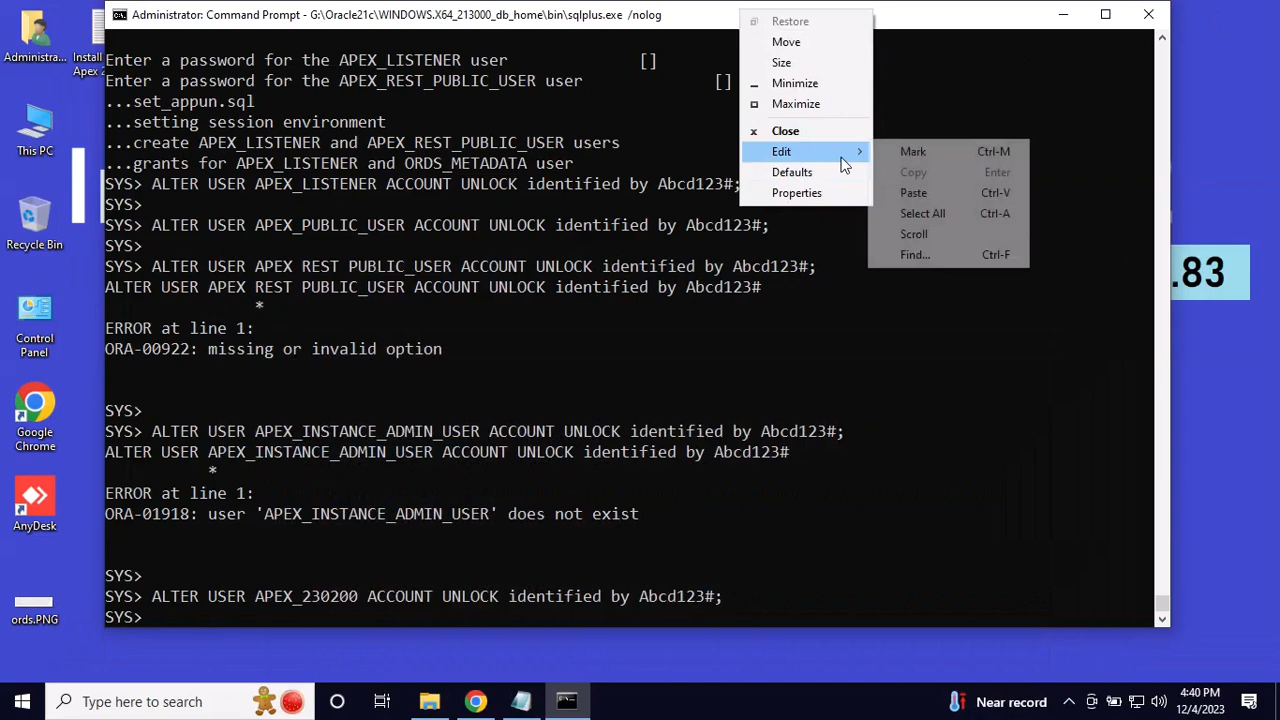 Administrator: Command Prompt - G:\Oracle21c\WINDOWS.X64_213000_db_home\bin\sqlplus.exe /nolog
Enter a password for the APEX_LISTENER user []
Enter a password for the APEX_REST_PUBLIC_USER user []
...set_appun.sql
...setting session environment
...create APEX_LISTENER and APEX_REST_PUBLIC_USER users
...grants for APEX_LISTENER and ORDS_METADATA user
SYS> ALTER USER APEX_LISTENER ACCOUNT UNLOCK identified by Abcd123#;
SYS>
SYS> ALTER USER APEX_PUBLIC_USER ACCOUNT UNLOCK identified by Abcd123#;
SYS>
SYS> ALTER USER APEX REST PUBLIC_USER ACCOUNT UNLOCK identified by Abcd123#;
ALTER USER APEX REST PUBLIC_USER ACCOUNT UNLOCK identified by Abcd123#
*
ERROR at line 1:
ORA-00922: missing or invalid option
SYS>
SYS> ALTER USER APEX_INSTANCE_ADMIN_USER ACCOUNT UNLOCK identified by Abcd123#;
ALTER USER APEX_INSTANCE_ADMIN_USER ACCOUNT UNLOCK identified by Abcd123#
*
ERROR at line 1:
ORA-01918: user 'APEX_INSTANCE_ADMIN_USER' does not exist
SYS>
SYS> ALTER USER APEX_230200 ACCOUNT UNLOCK identified by Abcd123#;
SYS>
Restore
Move
Size
Minimize
Maximize
x Close
Edit >
Defaults
Properties
Mark Ctrl-M
Copy Enter
Paste Ctrl-V
Select All Ctrl-A
Scroll
Find... Ctrl-F
.83
Administra...
Install
Apex 2
This PC
Recycle Bin
Control
Panel
Google
Chrome
AnyDesk
ords.PNG
Type here to search
Near record
4:40 PM
12/4/2023